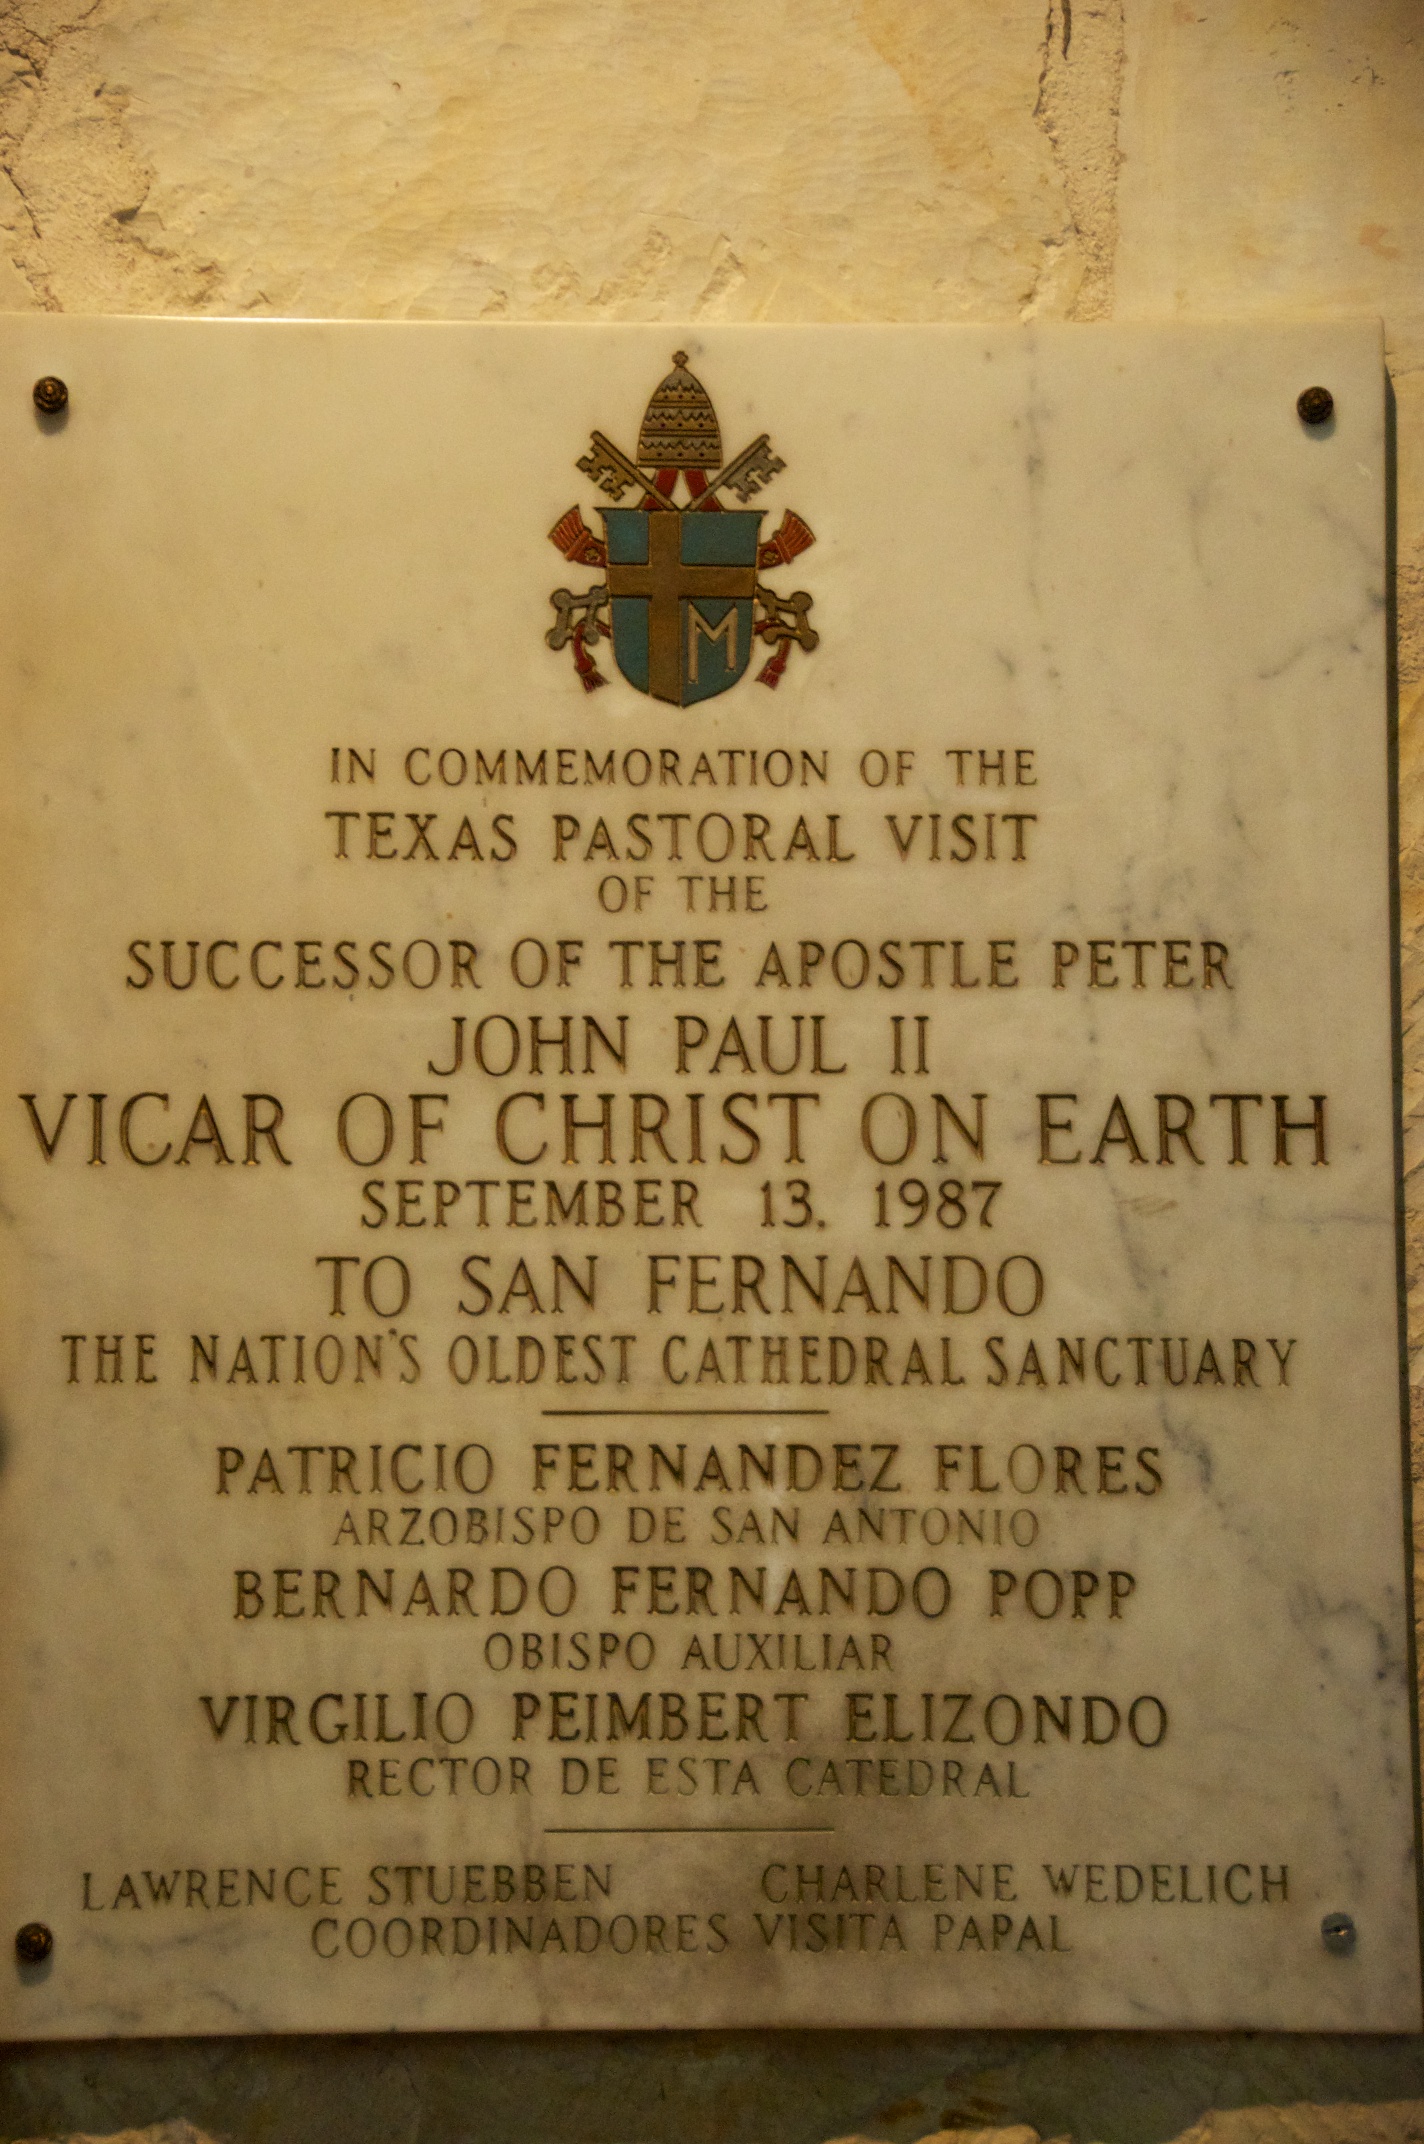 M
IN COMMEMORATION OF THE
TEXAS PASTORAL VISIT
OF THE
SUCCESSOR OF THE APOSTLE PETER
JOHN PAUL II
VICAR OF CHRIST ON EARTH
SEPTEMBER 13. 1987
TO SAN FERNANDO
THE NATION'S OLDEST CATHEDRAL SANCTUARY
PATRICIO FERNANDEZ FLORES
ARZOBISPO DE SAN ANTONIO
BERNARDO FERNANDO POPP
OBISPO AUXILIAR
VIRGILIO PEIMBERT ELIZONDO
RECTOR DE ESTA CATEDRAL
LAWRENCE STUEBBEN CHARLENE WEDELICH
COORDINADORES VISITA PAPAL